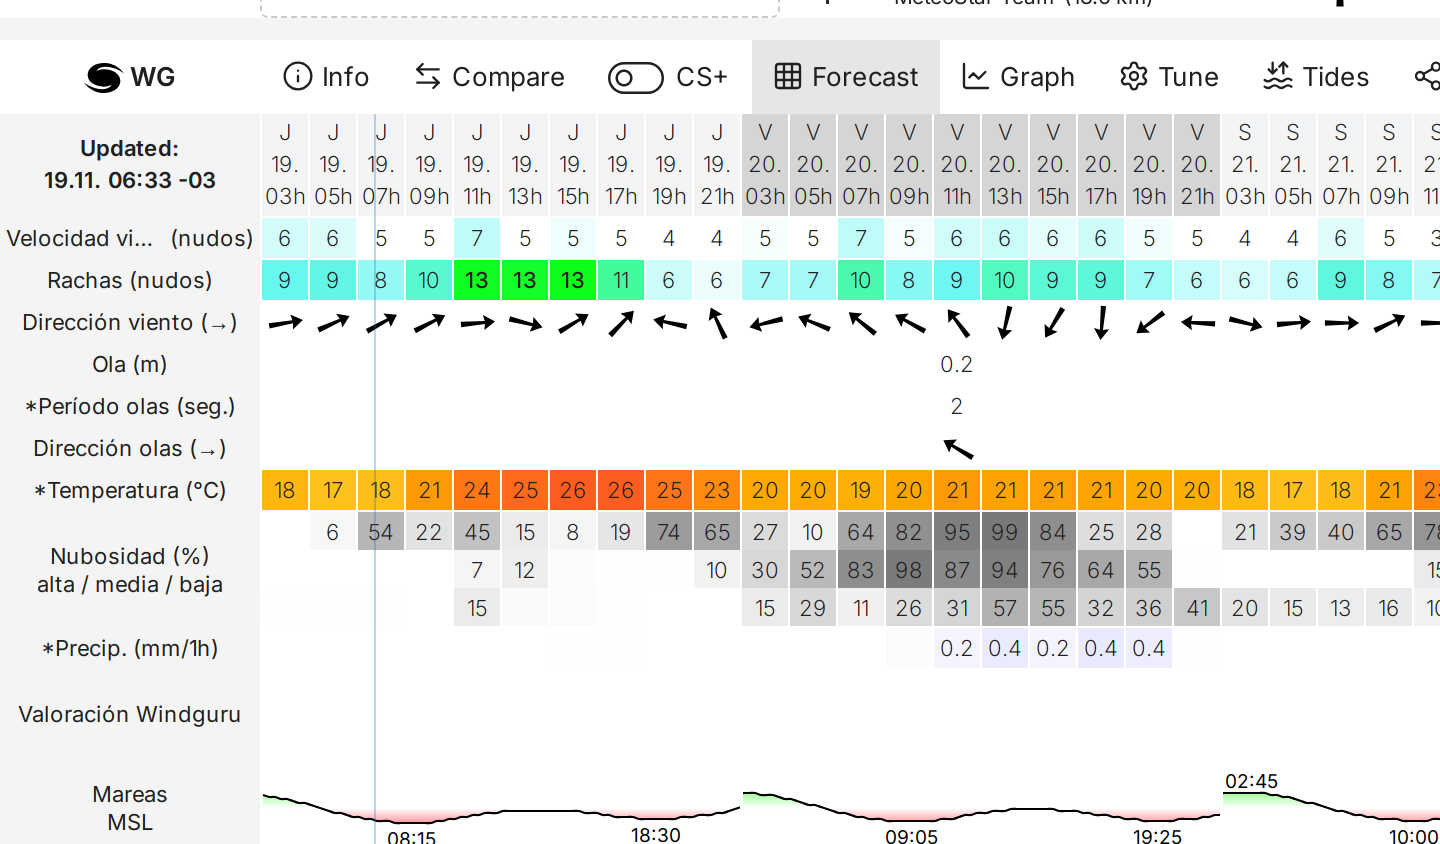 WG Info Compare CS+ Forecast Graph Tune Tides
Updated:
19.11. 06:33 -03
J J J J J J J J J J V V V V V V V V V V S S S S S
19. 19. 19. 19. 19. 19. 19. 19. 19. 19. 20. 20. 20. 20. 20. 20. 20. 20. 20. 20. 21. 21. 21. 21.
03h 05h 07h 09h 11h 13h 15h 17h 19h 21h 03h 05h 07h 09h 11h 13h 15h 17h 19h 21h 03h 05h 07h 09h
Velocidad vi... (nudos) 6 6 5 5 7 5 5 5 4 4 5 5 7 5 6 6 6 6 5 5 4 4 6 5 3
Rachas (nudos) 9 9 8 10 13 13 13 11 6 6 7 7 10 8 9 10 9 9 7 6 6 6 9 8 7
Dirección viento (→)
Ola (m) 0.2
*Período olas (seg.) 2
Dirección olas (→)
*Temperatura (°C) 18 17 18 21 24 25 26 26 25 23 20 20 19 20 21 21 21 21 20 20 18 17 18 21
6 54 22 45 15 8 19 74 65 27 10 64 82 95 99 84 25 28 21 39 40 65
Nubosidad (%)
7 12 10 30 52 83 98 87 94 76 64 55
alta / media / baja
15 15 29 11 26 31 57 55 32 36 41 20 15 13 16
*Precip. (mm/1h) 0.2 0.4 0.2 0.4 0.4
Valoración Windguru
02:45
Mareas
MSL
08:15 18:30 09:05 19:25 10:00